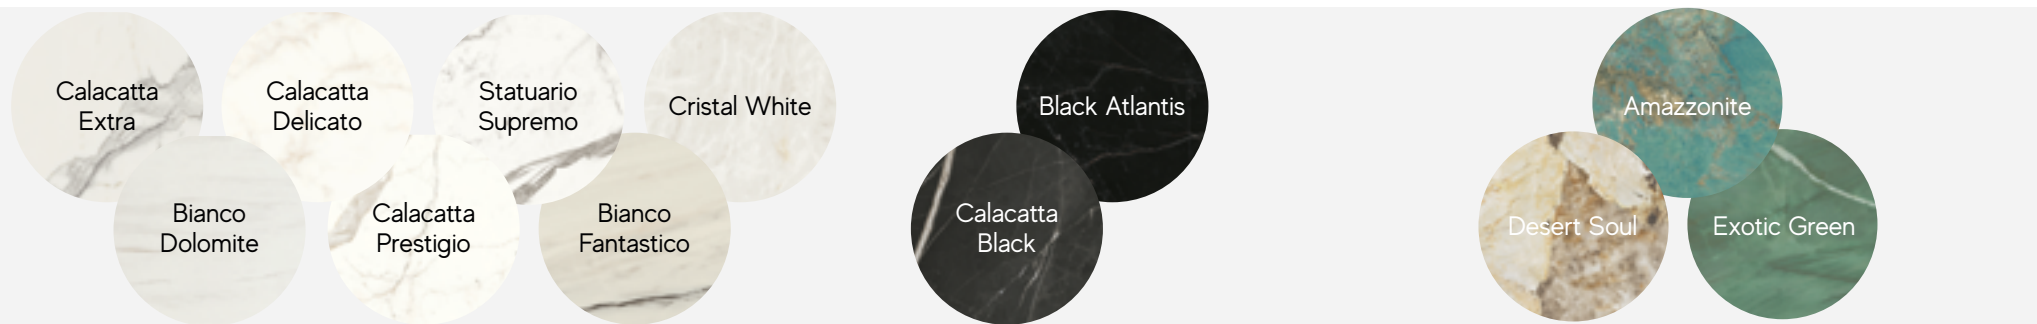 Calacatta
Extra
Calacatta
Delicato
Statuario
Supremo
Cristal White
Bianco
Dolomite
Calacatta
Prestigio
Bianco
Fantastico
Black Atlantis
Calacatta
Black
Amazzonite
Desert Soul
Exotic Green